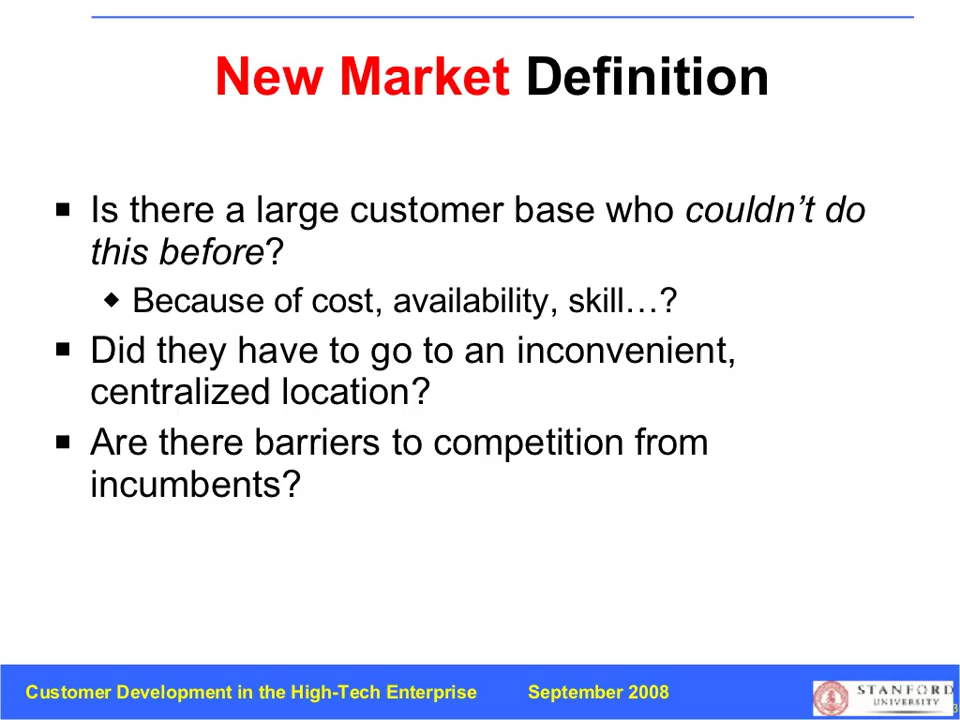 New Market Definition
Is there a large customer base who couldn’t do
this before?
Because of cost, availability, skill…?
Did they have to go to an inconvenient,
centralized location?
Are there barriers to competition from
incumbents?
Customer Development in the High-Tech Enterprise September 2008
STANFORD
UNIVERSITY
3